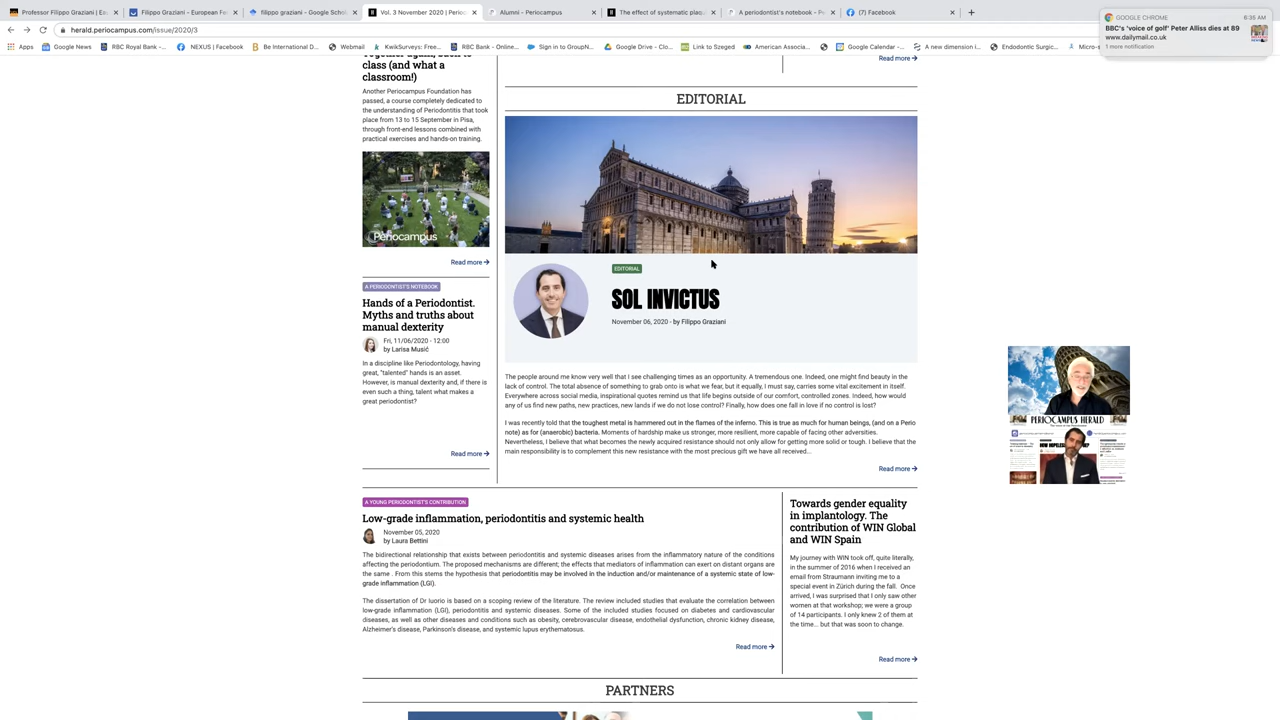 Professor Filippo Graziani | Ea
Filippo Graziani - European Fe
filippo graziani - Google Schol
Vol. 3 November 2020 | Perio
Alumni - Periocampus
The effect of systematic plaq
A periodontist's notebook - Pe
(7) Facebook
herald.periocampus.com/issue/2020/3
Apps
Google News
RBC Royal Bank -...
NEXUS | Facebook
Be International D...
Webmail
KwikSurveys: Free...
RBC Bank - Online...
Sign in to GroupN...
Google Drive - Clo...
Link to Szeged
American Associa...
Google Calendar -...
A new dimension i...
Endodontic Surgic...
Micro-s
GOOGLE CHROME
6:35 AM
BBC's 'voice of golf' Peter Alliss dies at 89
www.dailymail.co.uk
1 more notification
class (and what a
classroom!)
Another Periocampus Foundation has
passed, a course completely dedicated to
the understanding of Periodontitis that took
place from 13 to 15 September in Pisa,
through front-end lessons combined with
practical exercises and hands-on training.
Periocampus
Read more →
A PERIODONTIST'S NOTEBOOK
Hands of a Periodontist.
Myths and truths about
manual dexterity
Fri, 11/06/2020 - 12:00
by Larisa Musić
In a discipline like Periodontology, having
great, "talented" hands is an asset.
However, is manual dexterity and, if there is
even such a thing, talent what makes a
great periodontist?
Read more →
Read more →
EDITORIAL
EDITORIAL
SOL INVICTUS
November 06, 2020 - by Filippo Graziani
The people around me know very well that I see challenging times as an opportunity. A tremendous one. Indeed, one might find beauty in the
lack of control. The total absence of something to grab onto is what we fear, but it equally, I must say, carries some vital excitement in itself.
Everywhere across social media, inspirational quotes remind us that life begins outside of our comfort, controlled zones. Indeed, how would
any of us find new paths, new practices, new lands if we do not lose control? Finally, how does one fall in love if no control is lost?
I was recently told that the toughest metal is hammered out in the flames of the inferno. This is true as much for human beings, (and on a Perio
note) as for (anaerobic) bacteria. Moments of hardship make us stronger, more resilient, more capable of facing other adversities.
Nevertheless, I believe that what becomes the newly acquired resistance should not only allow for getting more solid or tough. I believe that the
main responsibility is to complement this new resistance with the most precious gift we have all received...
Read more →
A YOUNG PERIODONTIST'S CONTRIBUTION
Low-grade inflammation, periodontitis and systemic health
November 05, 2020
by Laura Bettini
The bidirectional relationship that exists between periodontitis and systemic diseases arises from the inflammatory nature of the conditions
affecting the periodontium. The proposed mechanisms are different; the effects that mediators of inflammation can exert on distant organs are
the same . From this stems the hypothesis that periodontitis may be involved in the induction and/or maintenance of a systemic state of low-
grade inflammation (LGI).
The dissertation of Dr Iuorio is based on a scoping review of the literature. The review included studies that evaluate the correlation between
low-grade inflammation (LGI), periodontitis and systemic diseases. Some of the included studies focused on diabetes and cardiovascular
diseases, as well as other diseases and conditions such as obesity, cerebrovascular disease, endothelial dysfunction, chronic kidney disease,
Alzheimer's disease, Parkinson's disease, and systemic lupus erythematosus.
Read more →
Towards gender equality
in implantology. The
contribution of WIN Global
and WIN Spain
My journey with WIN took off, quite literally,
in the summer of 2016 when I received an
email from Straumann inviting me to a
special event in Zürich during the fall. Once
arrived, I was surprised that I only saw other
women at that workshop; we were a group
of 14 participants. I only knew 2 of them at
the time... but that was soon to change.
Read more →
PERIOCAMPUS HERALD
PARTNERS